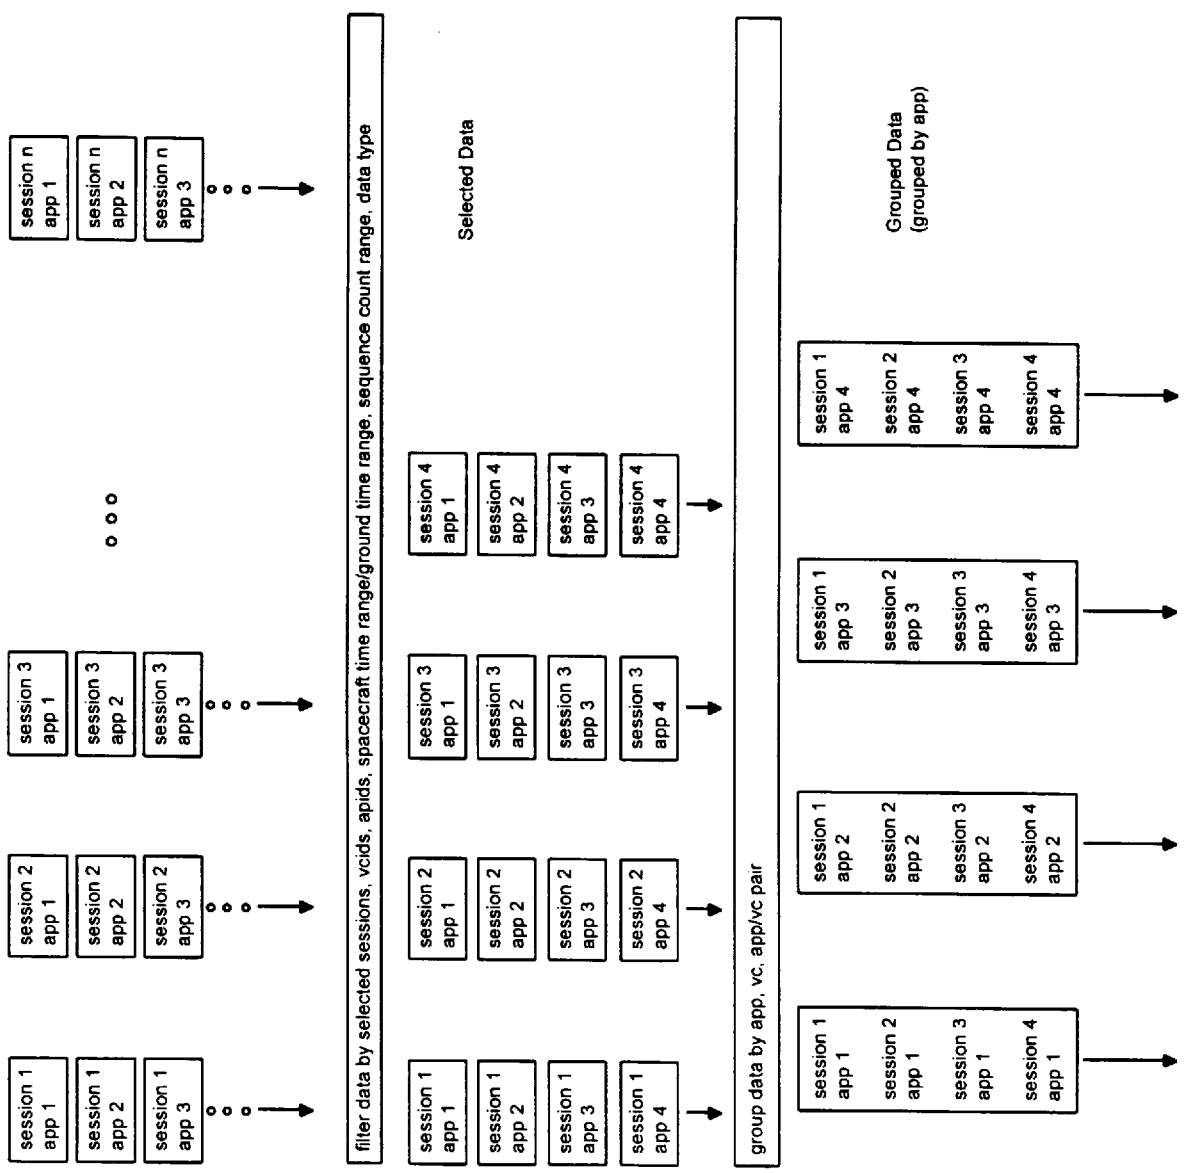 session 1
app 1
session 1
app 2
session 1
app 3
session 2
app 1
session 2
app 2
session 2
app 3
session 3
app 1
session 3
app 2
session 3
app 3
session n
app 1
session n
app 2
session n
app 3
filter data by selected sessions, vcids, apids, spacecraft time range/ground time range, sequence count range, data type
session 1
app 1
session 1
app 2
session 1
app 3
session 1
app 4
session 2
app 1
session 2
app 2
session 2
app 3
session 2
app 4
session 3
app 1
session 3
app 2
session 3
app 3
session 3
app 4
session 4
app 1
session 4
app 2
session 4
app 3
session 4
app 4
Selected Data
group data by app, vc, app/vc pair
session 1
app 1
session 2
app 1
session 3
app 1
session 4
app 1
session 1
app 2
session 2
app 2
session 3
app 2
session 4
app 2
session 1
app 3
session 2
app 3
session 3
app 3
session 4
app 3
session 1
app 4
session 2
app 4
session 3
app 4
session 4
app 4
Grouped Data
(grouped by app)